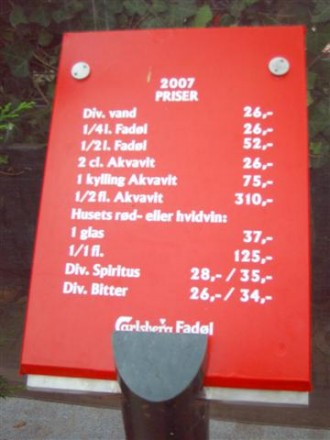 2007
PRISER
Div. vand 26,-
1/4 l. Fadøl 26,-
1/2 l. Fadøl 52,-
2 cl. Akvavit 26,-
1 kylling Akvavit 75,-
1/2 fl. Akvavit 310,-
Husets rød- eller hvidvin:
1 glas 37,-
1/1 fl. 125,-
Div. Spiritus 28,- / 35,-
Div. Bitter 26,- / 34,-
Carlsberg Fadøl